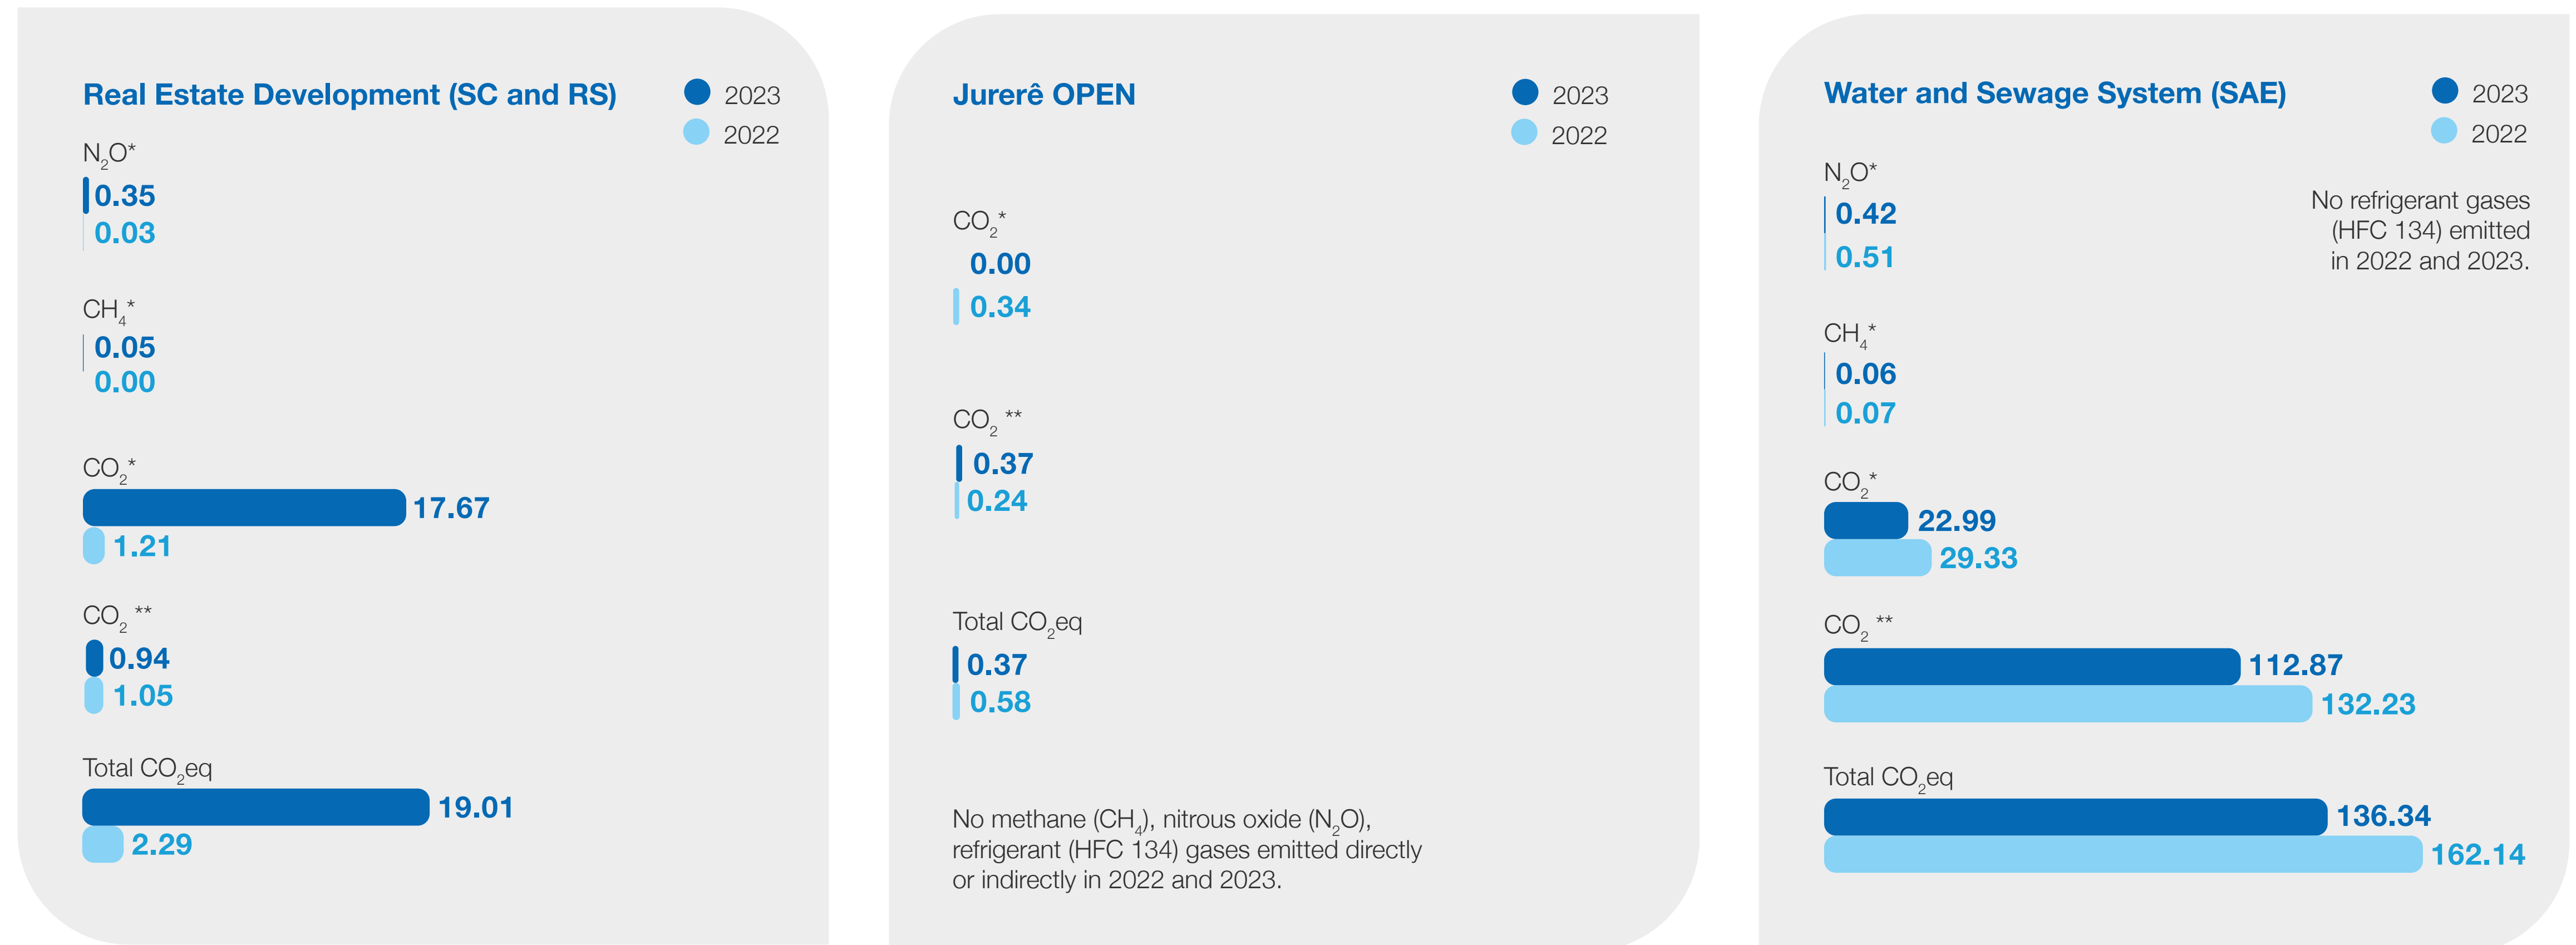 Real Estate Development (SC and RS)
2023
2022
N₂O*
0.35
0.03
CH₄*
0.05
0.00
CO₂*
17.67
1.21
CO₂ **
0.94
1.05
Total CO₂eq
19.01
2.29
Jurerê OPEN
2023
2022
CO₂*
0.00
0.34
CO₂ **
0.37
0.24
Total CO₂eq
0.37
0.58
No methane (CH₄), nitrous oxide (N₂O),
refrigerant (HFC 134) gases emitted directly
or indirectly in 2022 and 2023.
Water and Sewage System (SAE)
2023
2022
No refrigerant gases
(HFC 134) emitted
in 2022 and 2023.
N₂O*
0.42
0.51
CH₄*
0.06
0.07
CO₂*
22.99
29.33
CO₂ **
112.87
132.23
Total CO₂eq
136.34
162.14